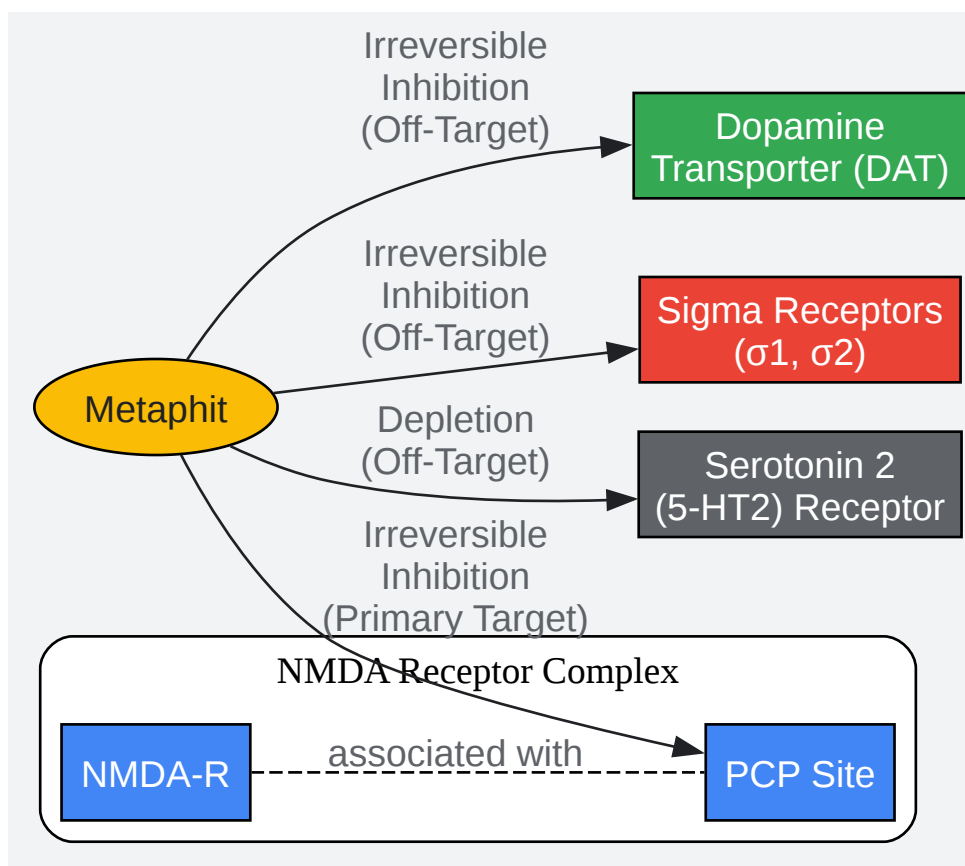 Irreversible
Inhibition
(Off-Target)
Dopamine
Transporter (DAT)
Irreversible
Inhibition
(Off-Target)
Sigma Receptors
(σ1, σ2)
Metaphit
Depletion
(Off-Target)
Serotonin 2
(5-HT2) Receptor
Irreversible
Inhibition
(Primary Target)
NMDA Receptor Complex
NMDA-R
associated with
PCP Site